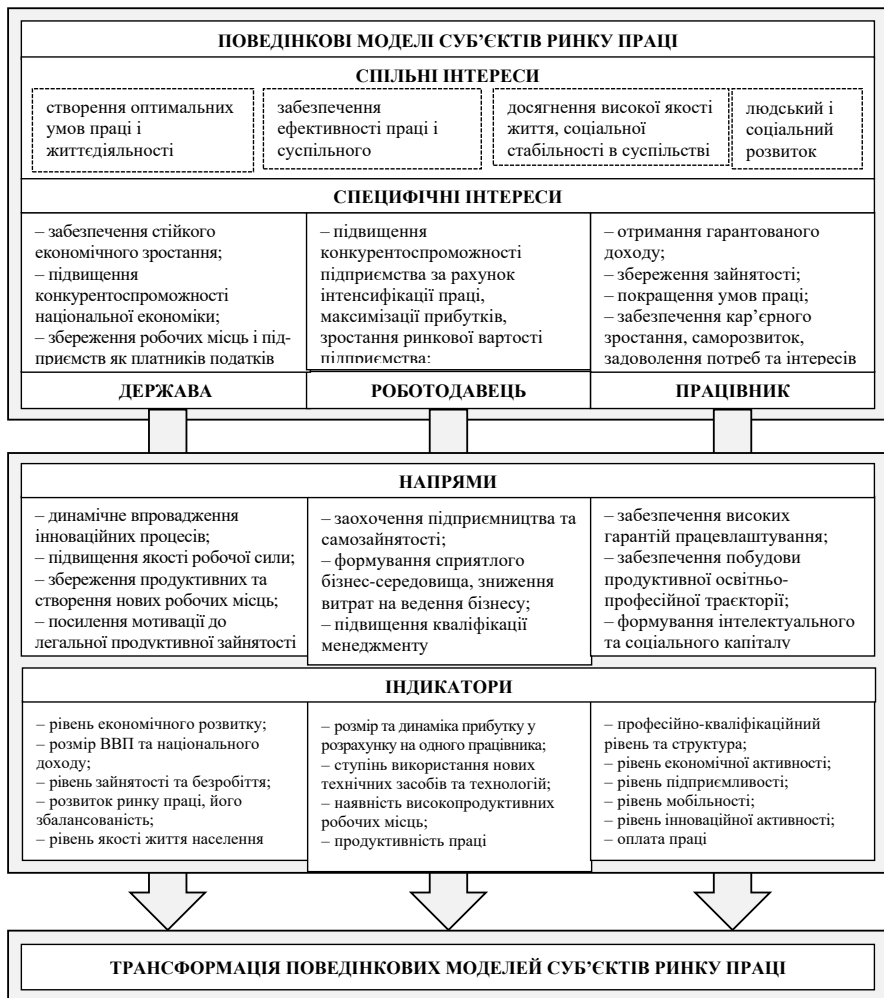 ПОВЕДІНКОВІ МОДЕЛІ СУБ’ЄКТІВ РИНКУ ПРАЦІ
СПІЛЬНІ ІНТЕРЕСИ
створення оптимальних
умов праці і
життєдіяльності
забезпечення
ефективності праці і
суспільного
досягнення високої якості
життя, соціальної
стабільності в суспільстві
людський і
соціальний
розвиток
СПЕЦИФІЧНІ ІНТЕРЕСИ
– забезпечення стійкого
економічного зростання;
– підвищення
конкурентоспроможності
національної економіки;
– збереження робочих місць і під-
приємств як платників податків
– підвищення
конкурентоспроможності
підприємства за рахунок
інтенсифікації праці,
максимізації прибутків,
зростання ринкової вартості
підприємства;
– отримання гарантованого
доходу;
– збереження зайнятості;
– покращення умов праці;
– забезпечення кар’єрного
зростання, саморозвиток,
задоволення потреб та інтересів
ДЕРЖАВА
РОБОТОДАВЕЦЬ
ПРАЦІВНИК
НАПРЯМИ
– динамічне впровадження
інноваційних процесів;
– підвищення якості робочої сили;
– збереження продуктивних та
створення нових робочих місць;
– посилення мотивації до
легальної продуктивної зайнятості
– заохочення підприємництва та
самозайнятості;
– формування сприятлого
бізнес-середовища, зниження
витрат на ведення бізнесу;
– підвищення кваліфікації
менеджменту
– забезпечення високих
гарантій працевлаштування;
– забезпечення побудови
продуктивної освітньо-
професійної траєкторії;
– формування інтелектуального
та соціального капіталу
ІНДИКАТОРИ
– рівень економічного розвитку;
– розмір ВВП та національного
доходу;
– рівень зайнятості та безробіття;
– розвиток ринку праці, його
збалансованість;
– рівень якості життя населення
– розмір та динаміка прибутку у
розрахунку на одного працівника;
– ступінь використання нових
технічних засобів та технологій;
– наявність високопродуктивних
робочих місць;
– продуктивність праці
– професійно-кваліфікаційний
рівень та структура;
– рівень економічної активності;
– рівень підприємливості;
– рівень мобільності;
– рівень інноваційної активності;
– оплата праці
ТРАНСФОРМАЦІЯ ПОВЕДІНКОВИХ МОДЕЛЕЙ СУБ’ЄКТІВ РИНКУ ПРАЦІ